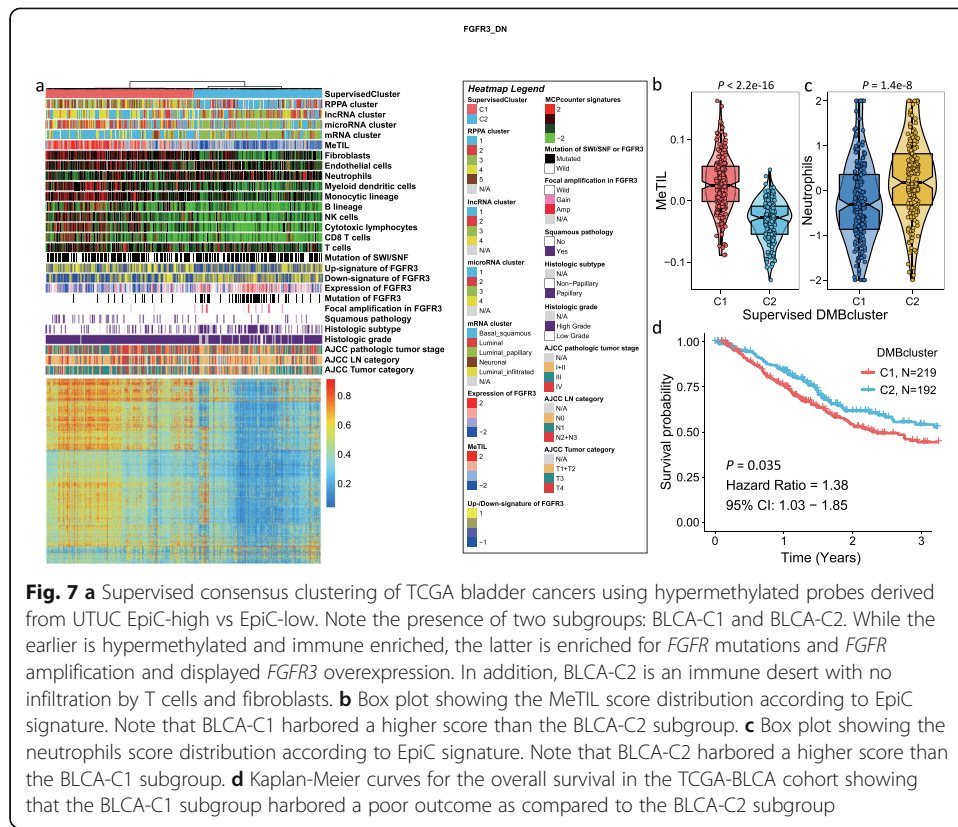 FGFR3_DN
a
SupervisedCluster
RPPA cluster
lncRNA cluster
microRNA cluster
mRNA cluster
MeTIL
Fibroblasts
Endothelial cells
Neutrophils
Myeloid dendritic cells
Monocytic lineage
B lineage
NK cells
Cytotoxic lymphocytes
CD8 T cells
T cells
Mutation of SWI/SNF
Up-signature of FGFR3
Down-signature of FGFR3
Expression of FGFR3
Mutation of FGFR3
Focal amplification in FGFR3
Squamous pathology
Histologic subtype
Histologic grade
AJCC pathologic tumor stage
AJCC LN category
AJCC Tumor category
0.8
0.6
0.4
0.2
Heatmap Legend
SupervisedCluster
C1
C2
RPPA cluster
1
2
3
4
5
N/A
lncRNA cluster
1
2
3
4
N/A
microRNA cluster
1
2
3
4
N/A
mRNA cluster
Basal_squamous
Luminal
Luminal_papillary
Neuronal
Luminal_infiltrated
N/A
Expression of FGFR3
2
−2
MeTIL
2
−2
Up-/Down-signature of FGFR3
1
−1
MCPcounter signatures
2
−2
Mutation of SWI/SNF or FGFR3
Mutated
Wild
Focal amplification in FGFR3
Wild
Gain
Amp
N/A
Squamous pathology
No
Yes
Histologic subtype
N/A
Non−Papillary
Papillary
Histologic grade
N/A
High Grade
Low Grade
AJCC pathologic tumor stage
N/A
I+II
III
IV
AJCC LN category
N/A
N0
N1
N2+N3
AJCC Tumor category
N/A
T1+T2
T3
T4
b
P < 2.2e-16
MeTIL
0.1
0.0
−0.1
C1
C2
c
P = 1.4e-8
Neutrophils
2
1
0
−1
−2
C1
C2
Supervised DMBcluster
d
DMBcluster
C1, N=219
C2, N=192
Survival probability
1.00
0.75
0.50
0.25
0.00
P = 0.035
Hazard Ratio = 1.38
95% CI: 1.03 − 1.85
0
1
2
3
Time (Years)
Fig. 7 a Supervised consensus clustering of TCGA bladder cancers using hypermethylated probes derived
from UTUC EpiC-high vs EpiC-low. Note the presence of two subgroups: BLCA-C1 and BLCA-C2. While the
earlier is hypermethylated and immune enriched, the latter is enriched for FGFR mutations and FGFR
amplification and displayed FGFR3 overexpression. In addition, BLCA-C2 is an immune desert with no
infiltration by T cells and fibroblasts. b Box plot showing the MeTIL score distribution according to EpiC
signature. Note that BLCA-C1 harbored a higher score than the BLCA-C2 subgroup. c Box plot showing the
neutrophils score distribution according to EpiC signature. Note that BLCA-C2 harbored a higher score than
the BLCA-C1 subgroup. d Kaplan-Meier curves for the overall survival in the TCGA-BLCA cohort showing
that the BLCA-C1 subgroup harbored a poor outcome as compared to the BLCA-C2 subgroup